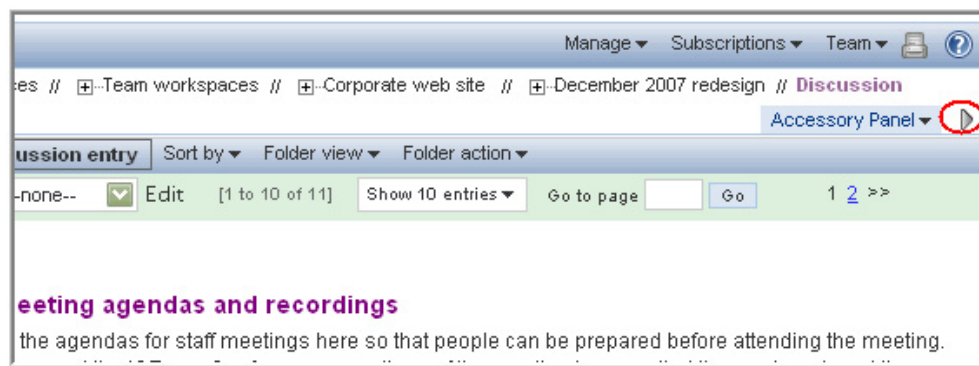 Manage Subscriptions Team
es // Team workspaces // Corporate web site // December 2007 redesign // Discussion
Accessory Panel
ussion entry Sort by Folder view Folder action
-none-- Edit [1 to 10 of 11] Show 10 entries Go to page Go 1 2 >>
eeting agendas and recordings
the agendas for staff meetings here so that people can be prepared before attending the meeting.